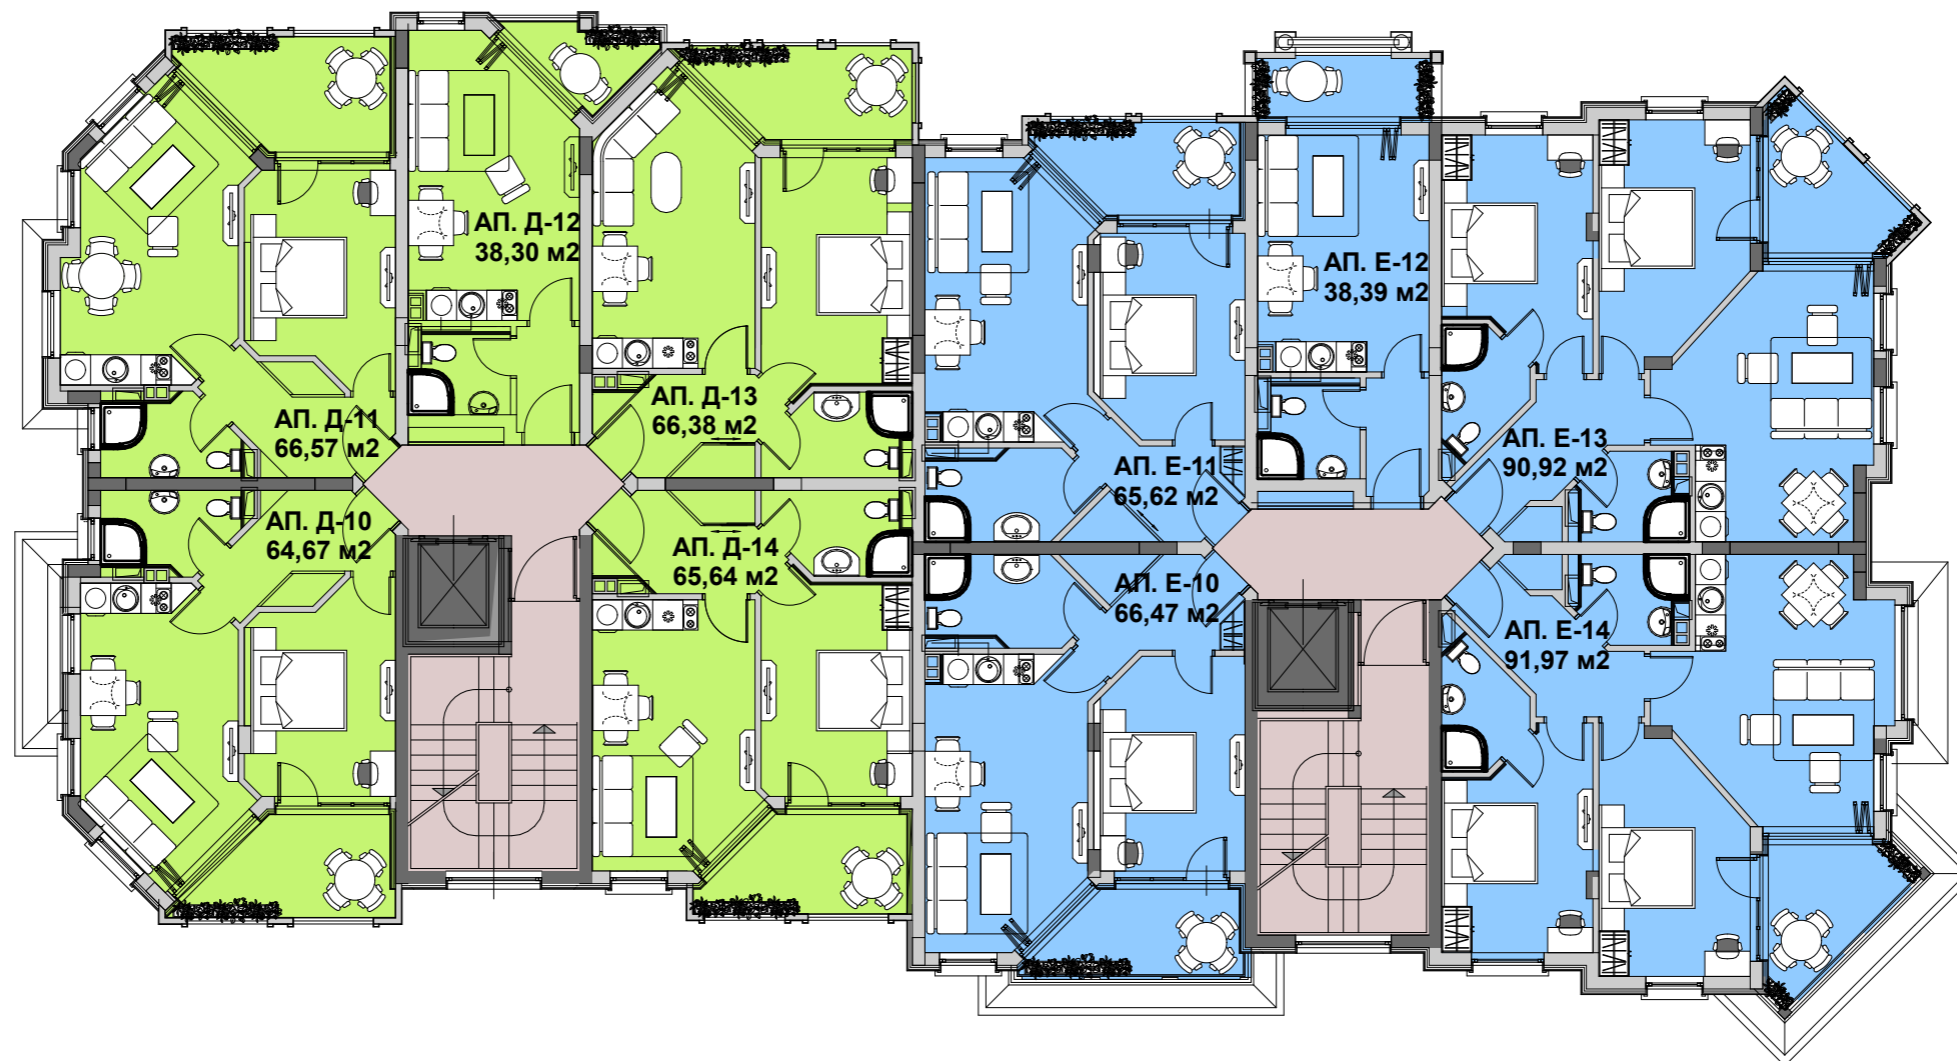 АП. Д-12
38,30 м2
АП. Е-12
38,39 м2
АП. Д-11
66,57 м2
АП. Д-13
66,38 м2
АП. Е-11
65,62 м2
АП. Е-13
90,92 м2
АП. Д-10
64,67 м2
АП. Д-14
65,64 м2
АП. Е-10
66,47 м2
АП. Е-14
91,97 м2